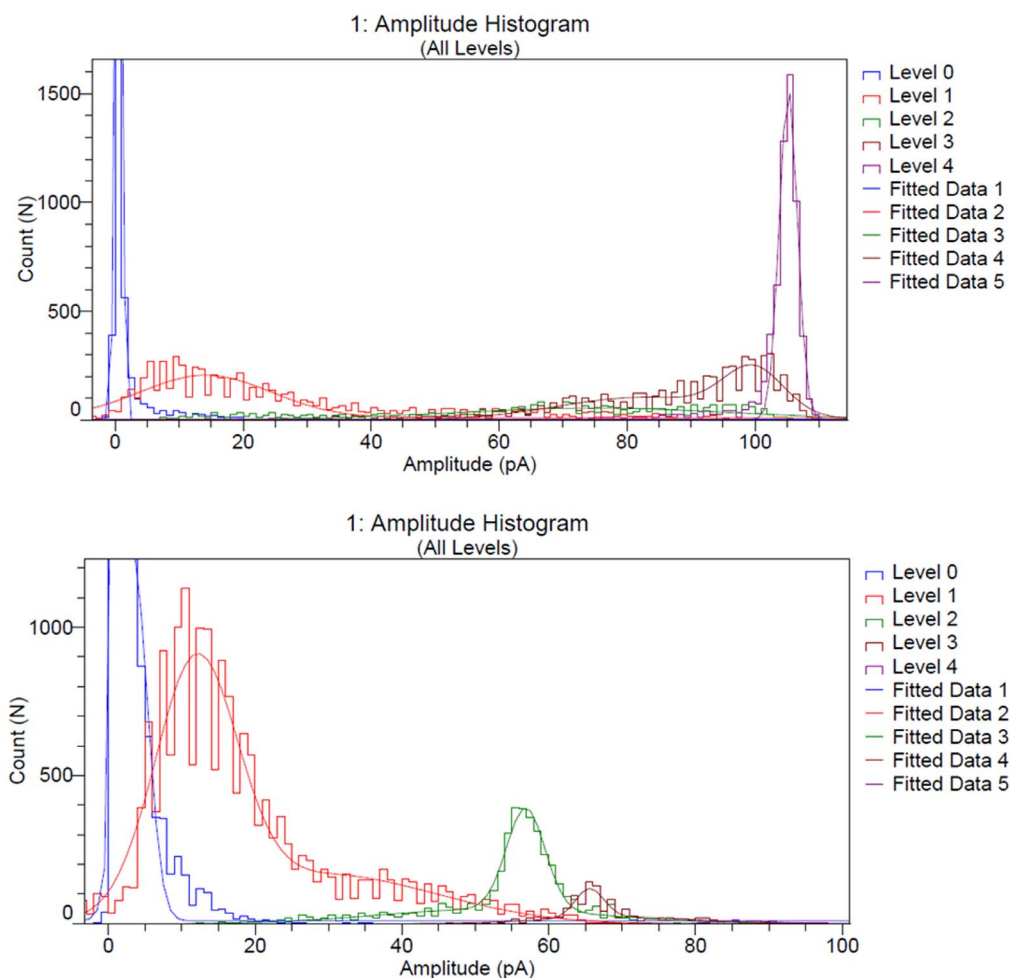 1: Amplitude Histogram
(All Levels)
Count (N)
1500
1000
500
0
0 20 40 60 80 100
Amplitude (pA)
Level 0
Level 1
Level 2
Level 3
Level 4
Fitted Data 1
Fitted Data 2
Fitted Data 3
Fitted Data 4
Fitted Data 5
1: Amplitude Histogram
(All Levels)
Count (N)
1000
500
0
0 20 40 60 80 100
Amplitude (pA)
Level 0
Level 1
Level 2
Level 3
Level 4
Fitted Data 1
Fitted Data 2
Fitted Data 3
Fitted Data 4
Fitted Data 5